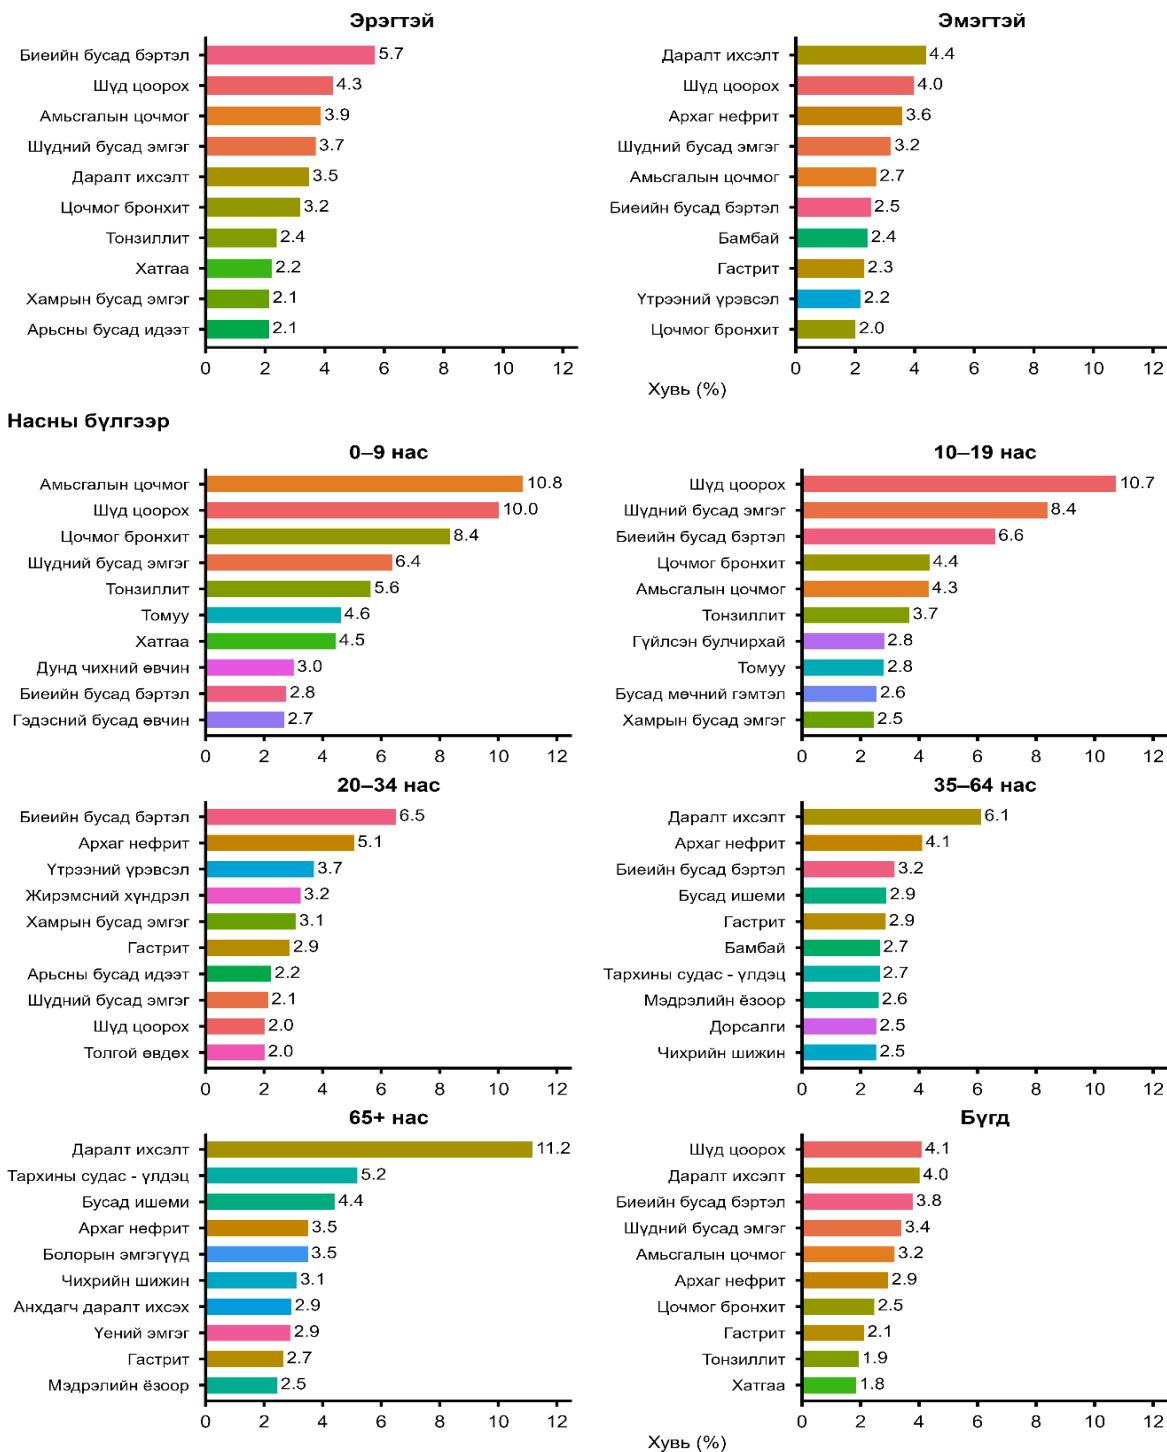 Эрэгтэй
Биеийн бусад бэртэл 5.7
Шүд цоорох 4.3
Амьсгалын цочмог 3.9
Шүдний бусад эмгэг 3.7
Даралт ихсэлт 3.5
Цочмог бронхит 3.2
Тонзиллит 2.4
Хатгаа 2.2
Хамрын бусад эмгэг 2.1
Арьсны бусад идээт 2.1
0 2 4 6 8 10 12
Эмэгтэй
Даралт ихсэлт 4.4
Шүд цоорох 4.0
Архаг нефрит 3.6
Шүдний бусад эмгэг 3.2
Амьсгалын цочмог 2.7
Биеийн бусад бэртэл 2.5
Бамбай 2.4
Гастрит 2.3
Үтрээний үрэвсэл 2.2
Цочмог бронхит 2.0
0 2 4 6 8 10 12
Хувь (%)
Насны бүлгээр
0–9 нас
Амьсгалын цочмог 10.8
Шүд цоорох 10.0
Цочмог бронхит 8.4
Шүдний бусад эмгэг 6.4
Тонзиллит 5.6
Томуу 4.6
Хатгаа 4.5
Дунд чихний өвчин 3.0
Биеийн бусад бэртэл 2.8
Гэдэсний бусад өвчин 2.7
0 2 4 6 8 10 12
10–19 нас
Шүд цоорох 10.7
Шүдний бусад эмгэг 8.4
Биеийн бусад бэртэл 6.6
Цочмог бронхит 4.4
Амьсгалын цочмог 4.3
Тонзиллит 3.7
Гүйлсэн булчирхай 2.8
Томуу 2.8
Бусад мөчний гэмтэл 2.6
Хамрын бусад эмгэг 2.5
0 2 4 6 8 10 12
20–34 нас
Биеийн бусад бэртэл 6.5
Архаг нефрит 5.1
Үтрээний үрэвсэл 3.7
Жирэмсний хүндрэл 3.2
Хамрын бусад эмгэг 3.1
Гастрит 2.9
Арьсны бусад идээт 2.2
Шүдний бусад эмгэг 2.1
Шүд цоорох 2.0
Толгой өвдөх 2.0
0 2 4 6 8 10 12
35–64 нас
Даралт ихсэлт 6.1
Архаг нефрит 4.1
Биеийн бусад бэртэл 3.2
Бусад ишеми 2.9
Гастрит 2.9
Бамбай 2.7
Тархины судас - үлдэц 2.7
Мэдрэлийн ёзоор 2.6
Дорсалги 2.5
Чихрийн шижин 2.5
0 2 4 6 8 10 12
65+ нас
Даралт ихсэлт 11.2
Тархины судас - үлдэц 5.2
Бусад ишеми 4.4
Архаг нефрит 3.5
Болорын эмгэгүүд 3.5
Чихрийн шижин 3.1
Анхдагч даралт ихсэх 2.9
Үений эмгэг 2.9
Гастрит 2.7
Мэдрэлийн ёзоор 2.5
0 2 4 6 8 10 12
Бүгд
Шүд цоорох 4.1
Даралт ихсэлт 4.0
Биеийн бусад бэртэл 3.8
Шүдний бусад эмгэг 3.4
Амьсгалын цочмог 3.2
Архаг нефрит 2.9
Цочмог бронхит 2.5
Гастрит 2.1
Тонзиллит 1.9
Хатгаа 1.8
0 2 4 6 8 10 12
Хувь (%)